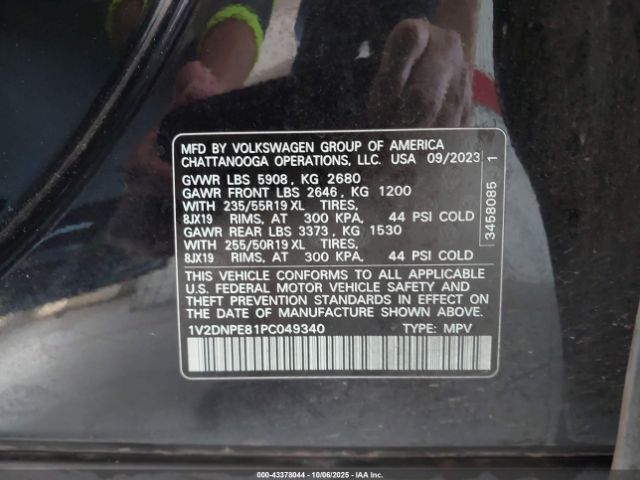 MFD BY VOLKSWAGEN GROUP OF AMERICA
CHATTANOOGA OPERATIONS, LLC. USA 09/2023
GVWR LBS 5908, KG 2680
GAWR FRONT LBS 2646, KG 1200
WITH 235/55R19 XL TIRES,
8JX19 RIMS, AT 300 KPA, 44 PSI COLD
GAWR REAR LBS 3373, KG 1530
WITH 255/50R19 XL TIRES,
8JX19 RIMS, AT 300 KPA, 44 PSI COLD
THIS VEHICLE CONFORMS TO ALL APPLICABLE
U.S. FEDERAL MOTOR VEHICLE SAFETY AND
THEFT PREVENTION STANDARDS IN EFFECT ON
THE DATE OF MANUFACTURE SHOWN ABOVE.
1V2DNPE81PC049340 TYPE: MPV
3458085 1
000-43378044 - 10/06/2025 - IAAI Inc.